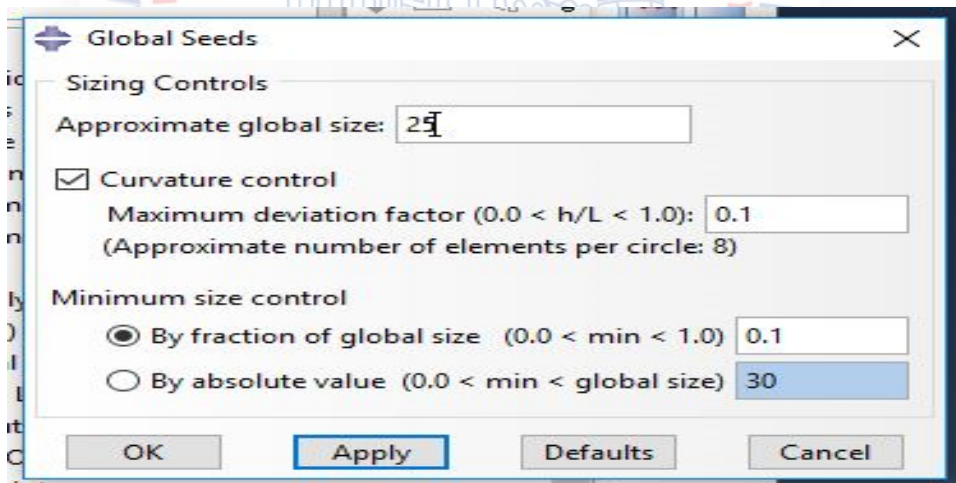 Global Seeds
Sizing Controls
Approximate global size: 25
Curvature control
Maximum deviation factor (0.0 < h/L < 1.0): 0.1
(Approximate number of elements per circle: 8)
Minimum size control
By fraction of global size (0.0 < min < 1.0) 0.1
By absolute value (0.0 < min < global size) 30
OK Apply Defaults Cancel